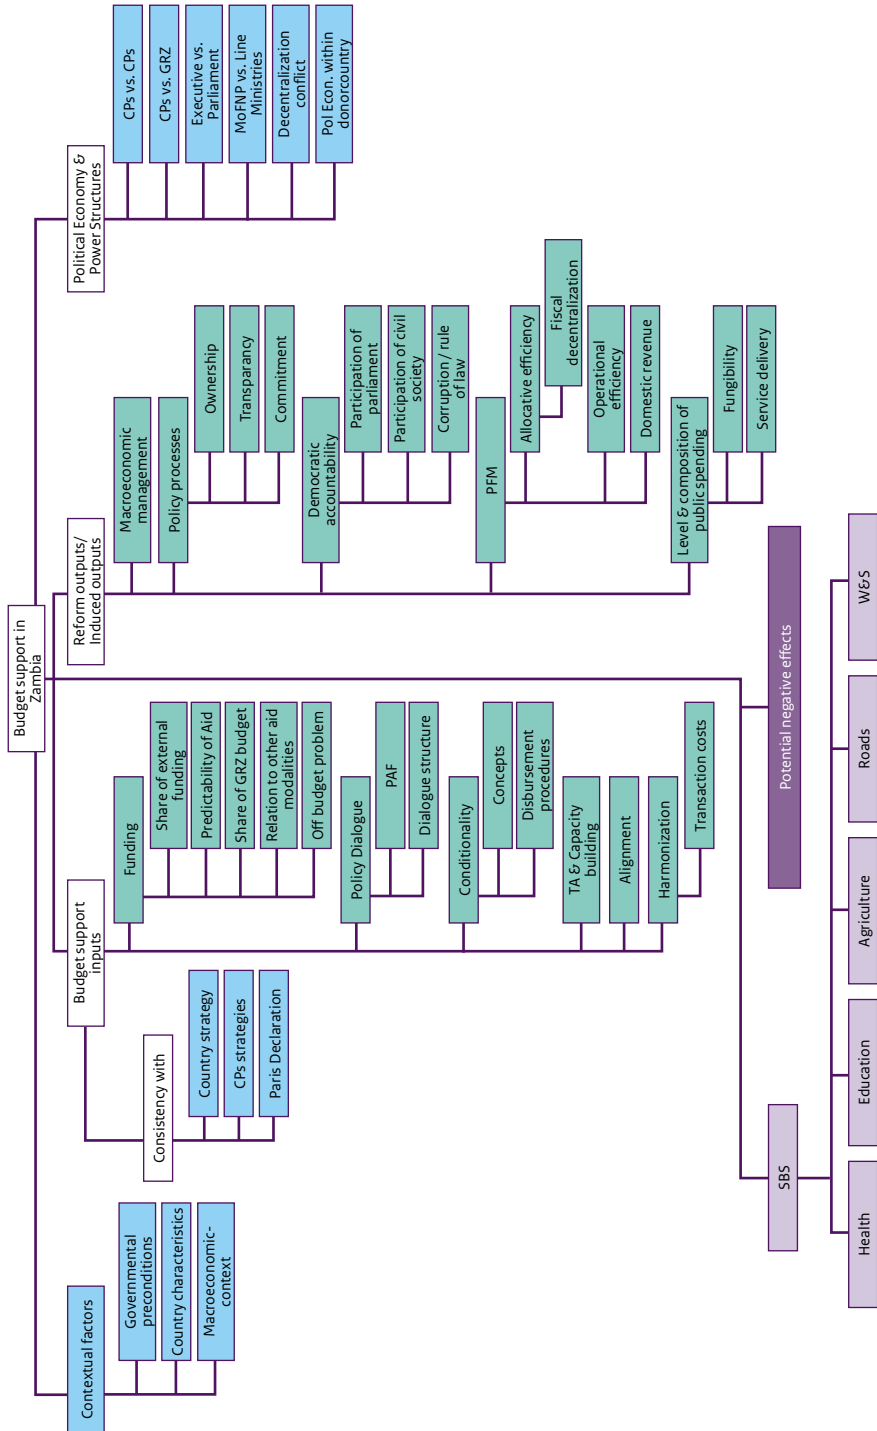 Budget support in
Zambia
Contextual factors
Governmental
preconditions
Country characteristics
Macroeconomic-
context
Budget support
inputs
Consistency with
Country strategy
CPs strategies
Paris Declaration
Funding
Share of external
funding
Predictability of Aid
Share of GRZ budget
Relation to other aid
modalities
Off budget problem
Policy Dialogue
PAF
Dialogue structure
Conditionality
Concepts
Disbursement
procedures
TA & Capacity
building
Alignment
Harmonization
Transaction costs
Reform outputs/
Induced outputs
Macroeconomic
management
Policy processes
Ownership
Transparancy
Commitment
Democratic
accountability
Participation of
parliament
Participation of civil
society
Corruption / rule
of law
PFM
Allocative efficiency
Fiscal
decentralization
Operational
efficiency
Domestic revenue
Level & composition of
public spending
Fungibility
Service delivery
Political Economy &
Power Structures
CPs vs. CPs
CPs vs. GRZ
Executive vs.
Parliament
MoFNP vs. Line
Ministries
Decentralization
conflict
Pol Econ. within
donorcountry
SBS
Potential negative effects
Health
Education
Agriculture
Roads
W&S